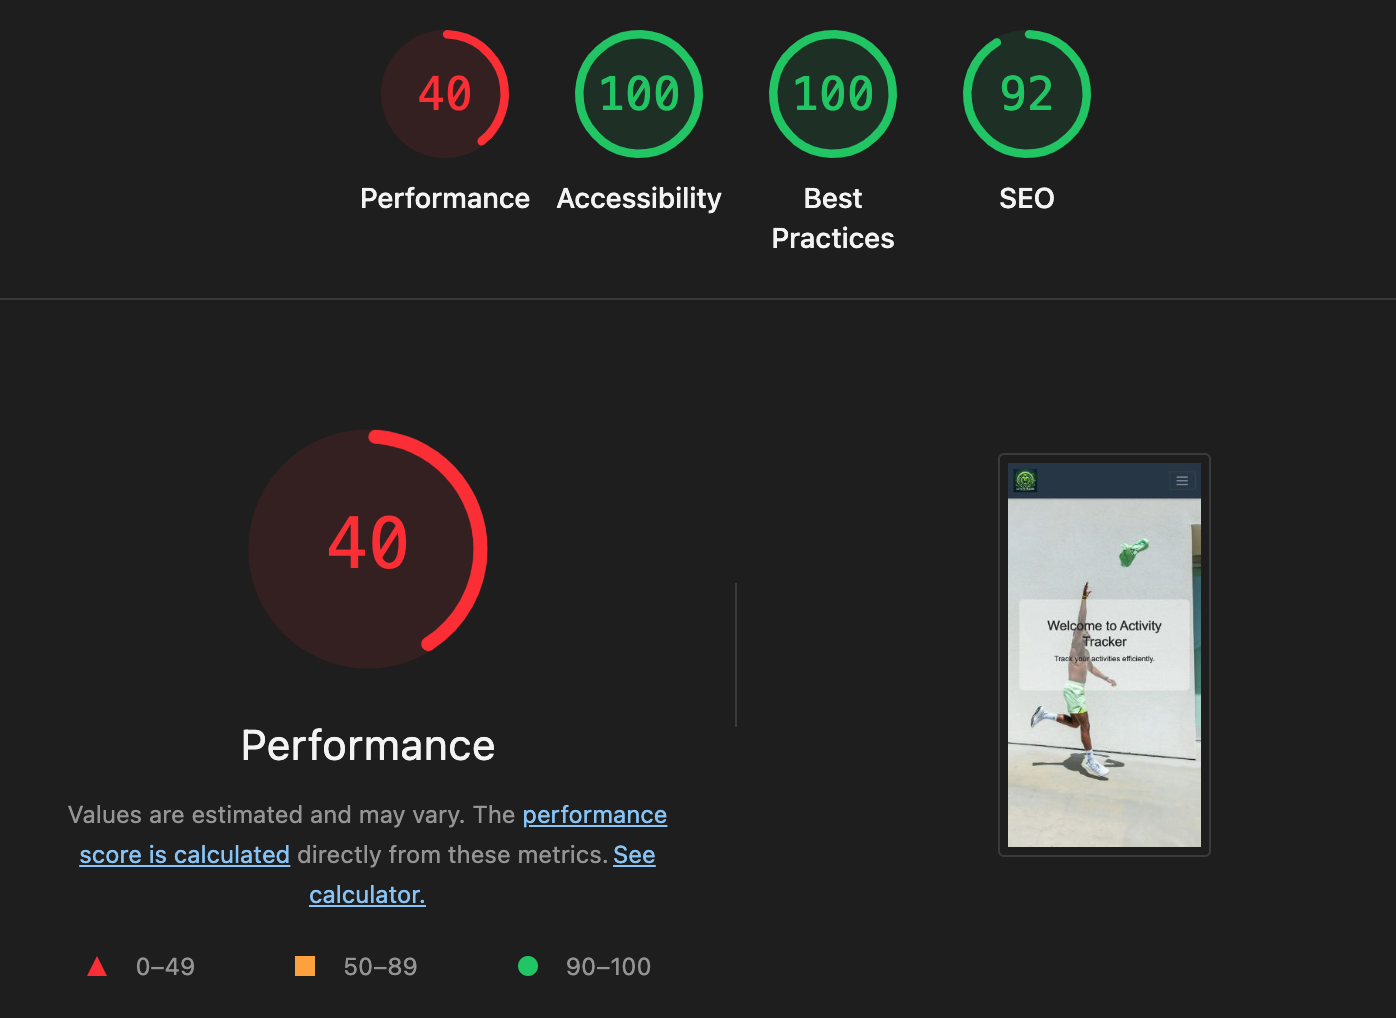 40
100
100
92
Performance
Accessibility
Best
Practices
SEO
40
Performance
Values are estimated and may vary. The performance
score is calculated directly from these metrics. See
calculator.
0–49
50–89
90–100
Welcome to Activity
Tracker
Track your activities efficiently.